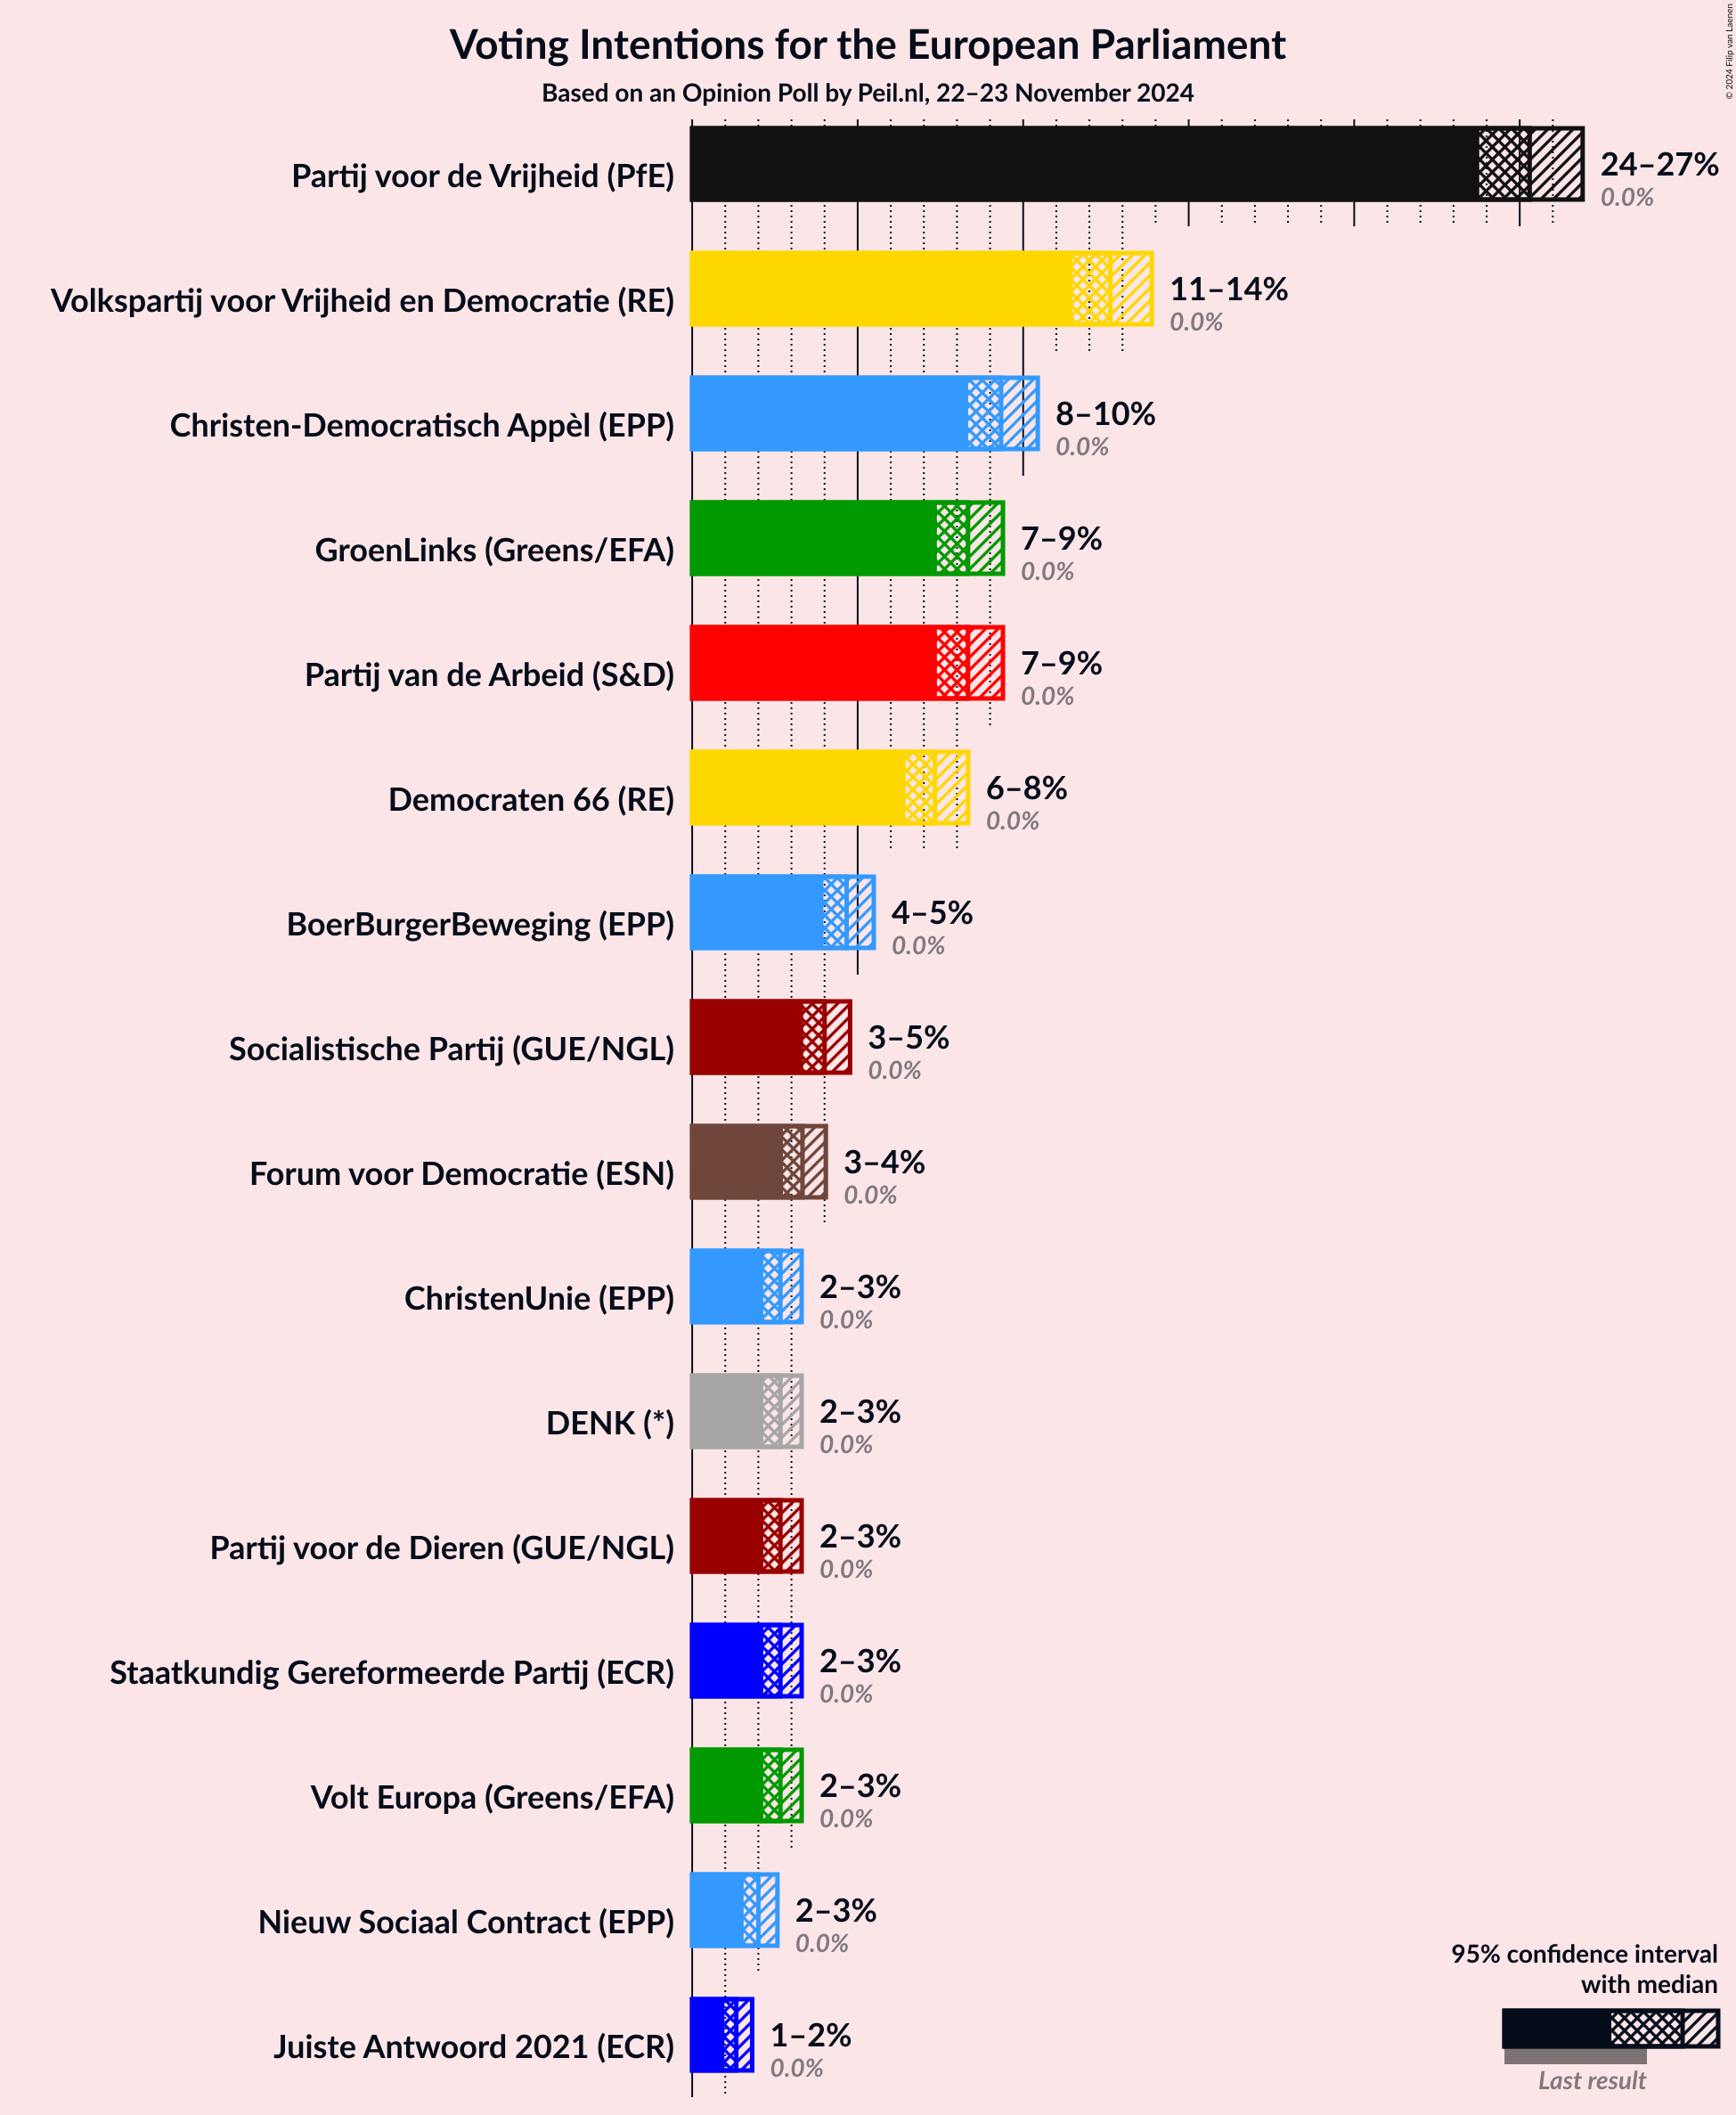 Voting Intentions for the European Parliament
Based on an Opinion Poll by Peil.nl, 22–23 November 2024
© 2024 Filip van Laenen
Partij voor de Vrijheid (PfE)
24–27%
0.0%
Volkspartij voor Vrijheid en Democratie (RE)
11–14%
0.0%
Christen-Democratisch Appèl (EPP)
8–10%
0.0%
GroenLinks (Greens/EFA)
7–9%
0.0%
Partij van de Arbeid (S&D)
7–9%
0.0%
Democraten 66 (RE)
6–8%
0.0%
BoerBurgerBeweging (EPP)
4–5%
0.0%
Socialistische Partij (GUE/NGL)
3–5%
0.0%
Forum voor Democratie (ESN)
3–4%
0.0%
ChristenUnie (EPP)
2–3%
0.0%
DENK (*)
2–3%
0.0%
Partij voor de Dieren (GUE/NGL)
2–3%
0.0%
Staatkundig Gereformeerde Partij (ECR)
2–3%
0.0%
Volt Europa (Greens/EFA)
2–3%
0.0%
Nieuw Sociaal Contract (EPP)
2–3%
0.0%
Juiste Antwoord 2021 (ECR)
1–2%
0.0%
95% confidence interval
with median
Last result